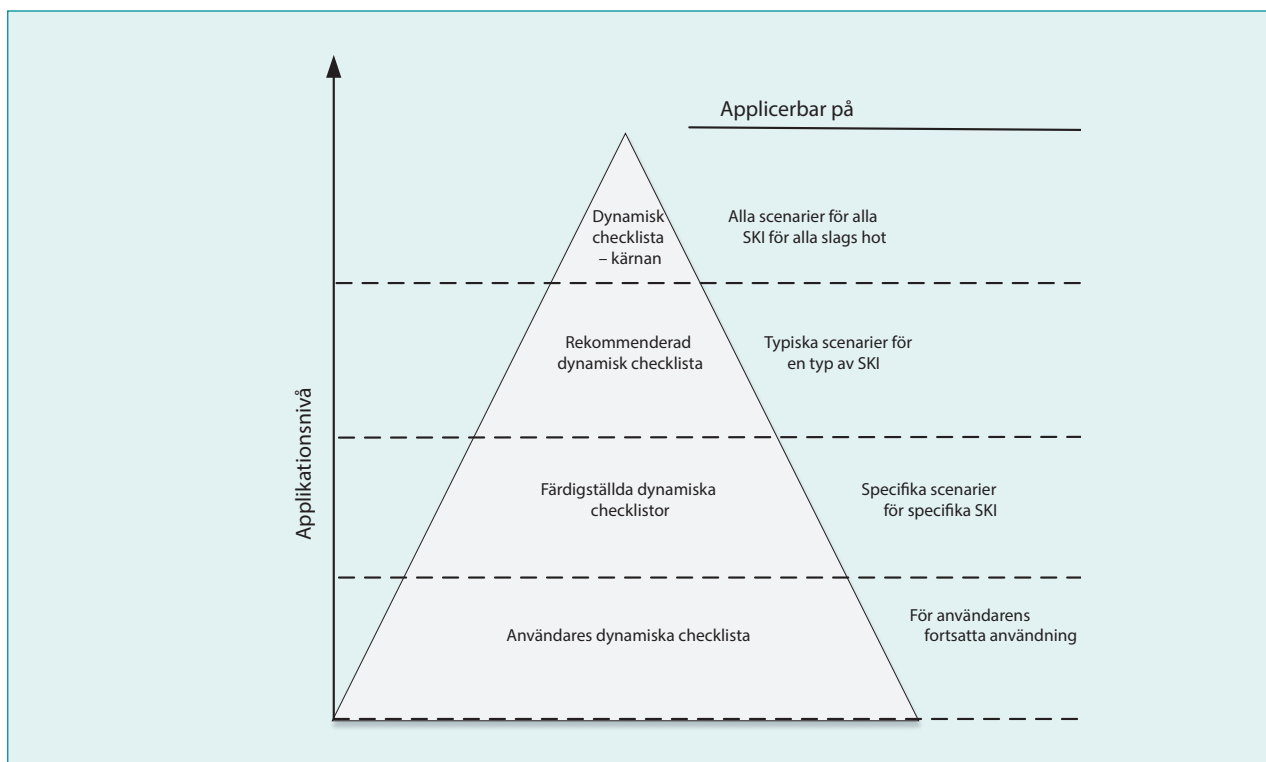 Applicerbar på
Dynamisk
checklista
– kärnan
Alla scenarier för alla
SKI för alla slags hot
Rekommenderad
dynamisk checklista
Typiska scenarier för
en typ av SKI
Applikationsnivå
Färdigställda dynamiska
checklistor
Specifika scenarier
för specifika SKI
Användares dynamiska checklista
För användarens
fortsatta användning